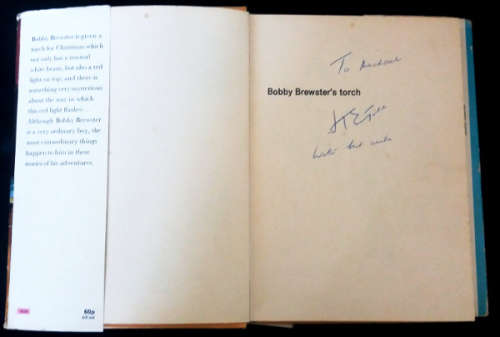 Bobby Brewster is given a
torch for Christmas which
not only has a normal
white beam, but also a red
light on top, and there is
something very mysterious
about the way in which
this red light flashes.
Although Bobby Brewster
is a very ordinary boy, the
most extraordinary things
happen to him in these
stories of his adventures.
60p
net
To
Bobby Brewster's torch
H E Todd
with best wishes